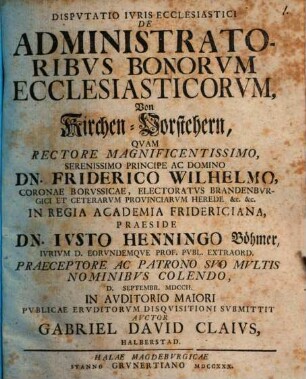 DISPVTATIO IVRIS ECCLESIASTICI
DE
ADMINISTRATO-
RIBVS BONORVM
ECCLESIASTICORVM,
Von
Kirchen-Vorstehern,
QVAM
RECTORE MAGNIFICENTISSIMO,
SERENISSIMO PRINCIPE AC DOMINO
DN. FRIDERICO WILHELMO,
CORONAE BORVSSICAE, ELECTORATVS BRANDENBVR-
GICI ET CETERARVM PROVINCIARVM HEREDE &c. &c.
IN REGIA ACADEMIA FRIDERICIANA,
PRAESIDE
DN. IVSTO HENNINGO Böhmer,
IVRIVM D. EORVNDEMQVE PROF. PVBL. EXTRAORD.
PRAECEPTORE AC PATRONO SVO MVLTIS
NOMINIBVS COLENDO,
D. SEPTEMBR. MDCCII.
IN AVDITORIO MAIORI
PVBLICAE ERVDITORVM DISQVISITIONI SVBMITTIT
AVCTOR
GABRIEL DAVID CLAIVS,
HALBERSTAD.
HALAE MAGDEBVRGICAE
GRVNERTIANO MDCCXXX.